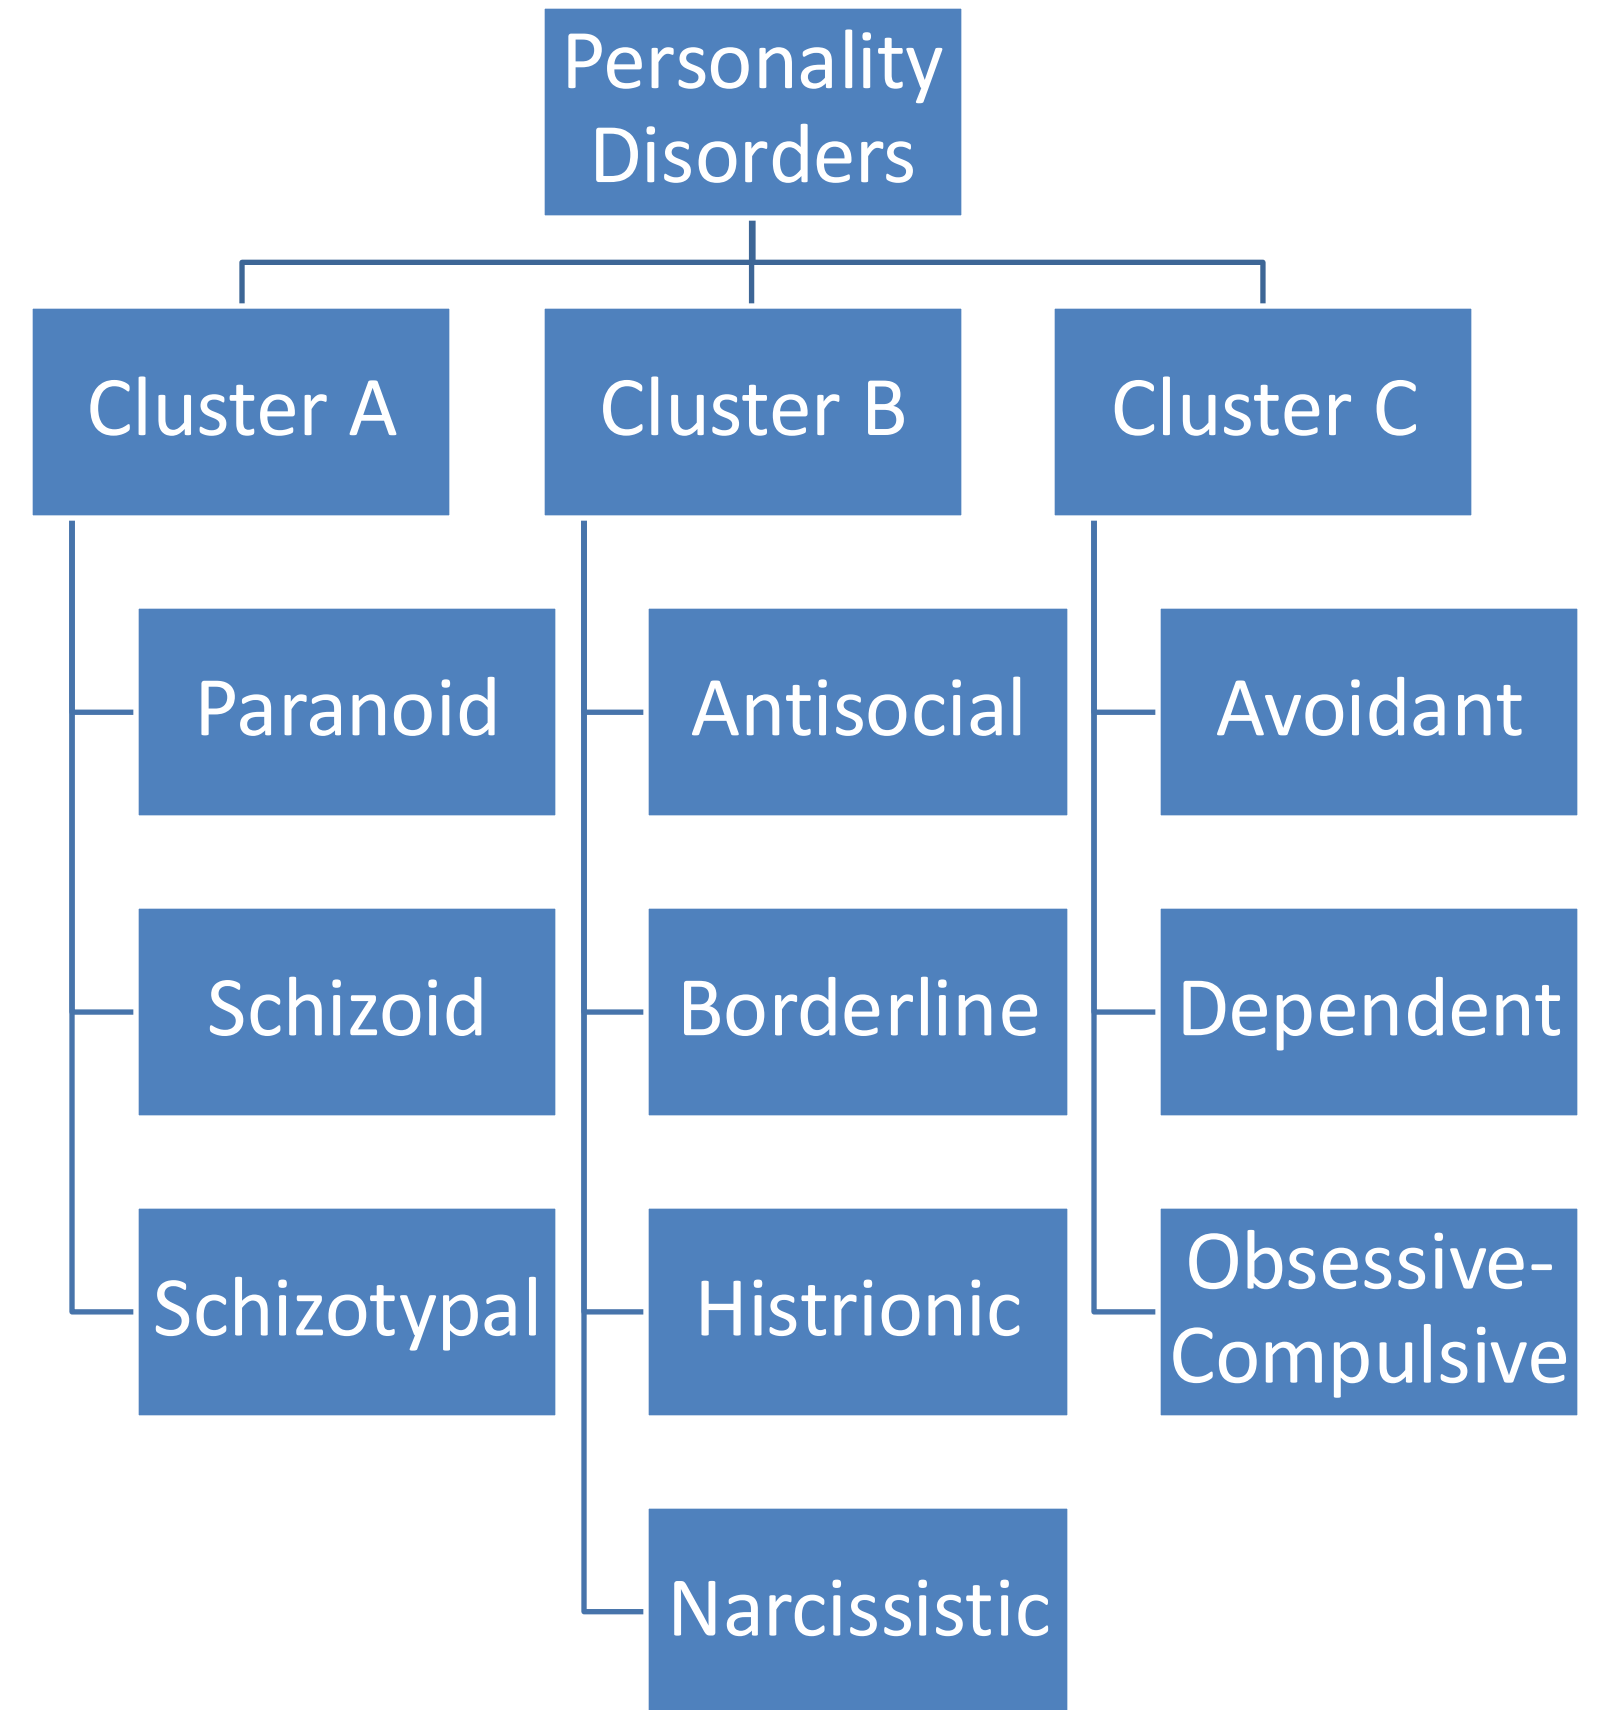 Personality
Disorders
Cluster A
Cluster B
Cluster C
Paranoid
Antisocial
Avoidant
Schizoid
Borderline
Dependent
Schizotypal
Histrionic
Obsessive-
Compulsive
Narcissistic